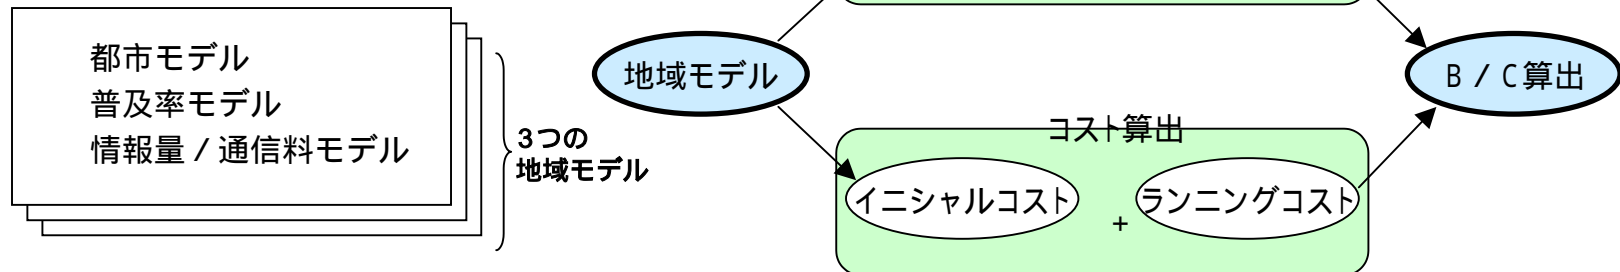 都市モデル
普及率モデル
情報量/通信料モデル
3つの
地域モデル
地域モデル
コスト算出
イニシャルコスト
+
ランニングコスト
B/C算出